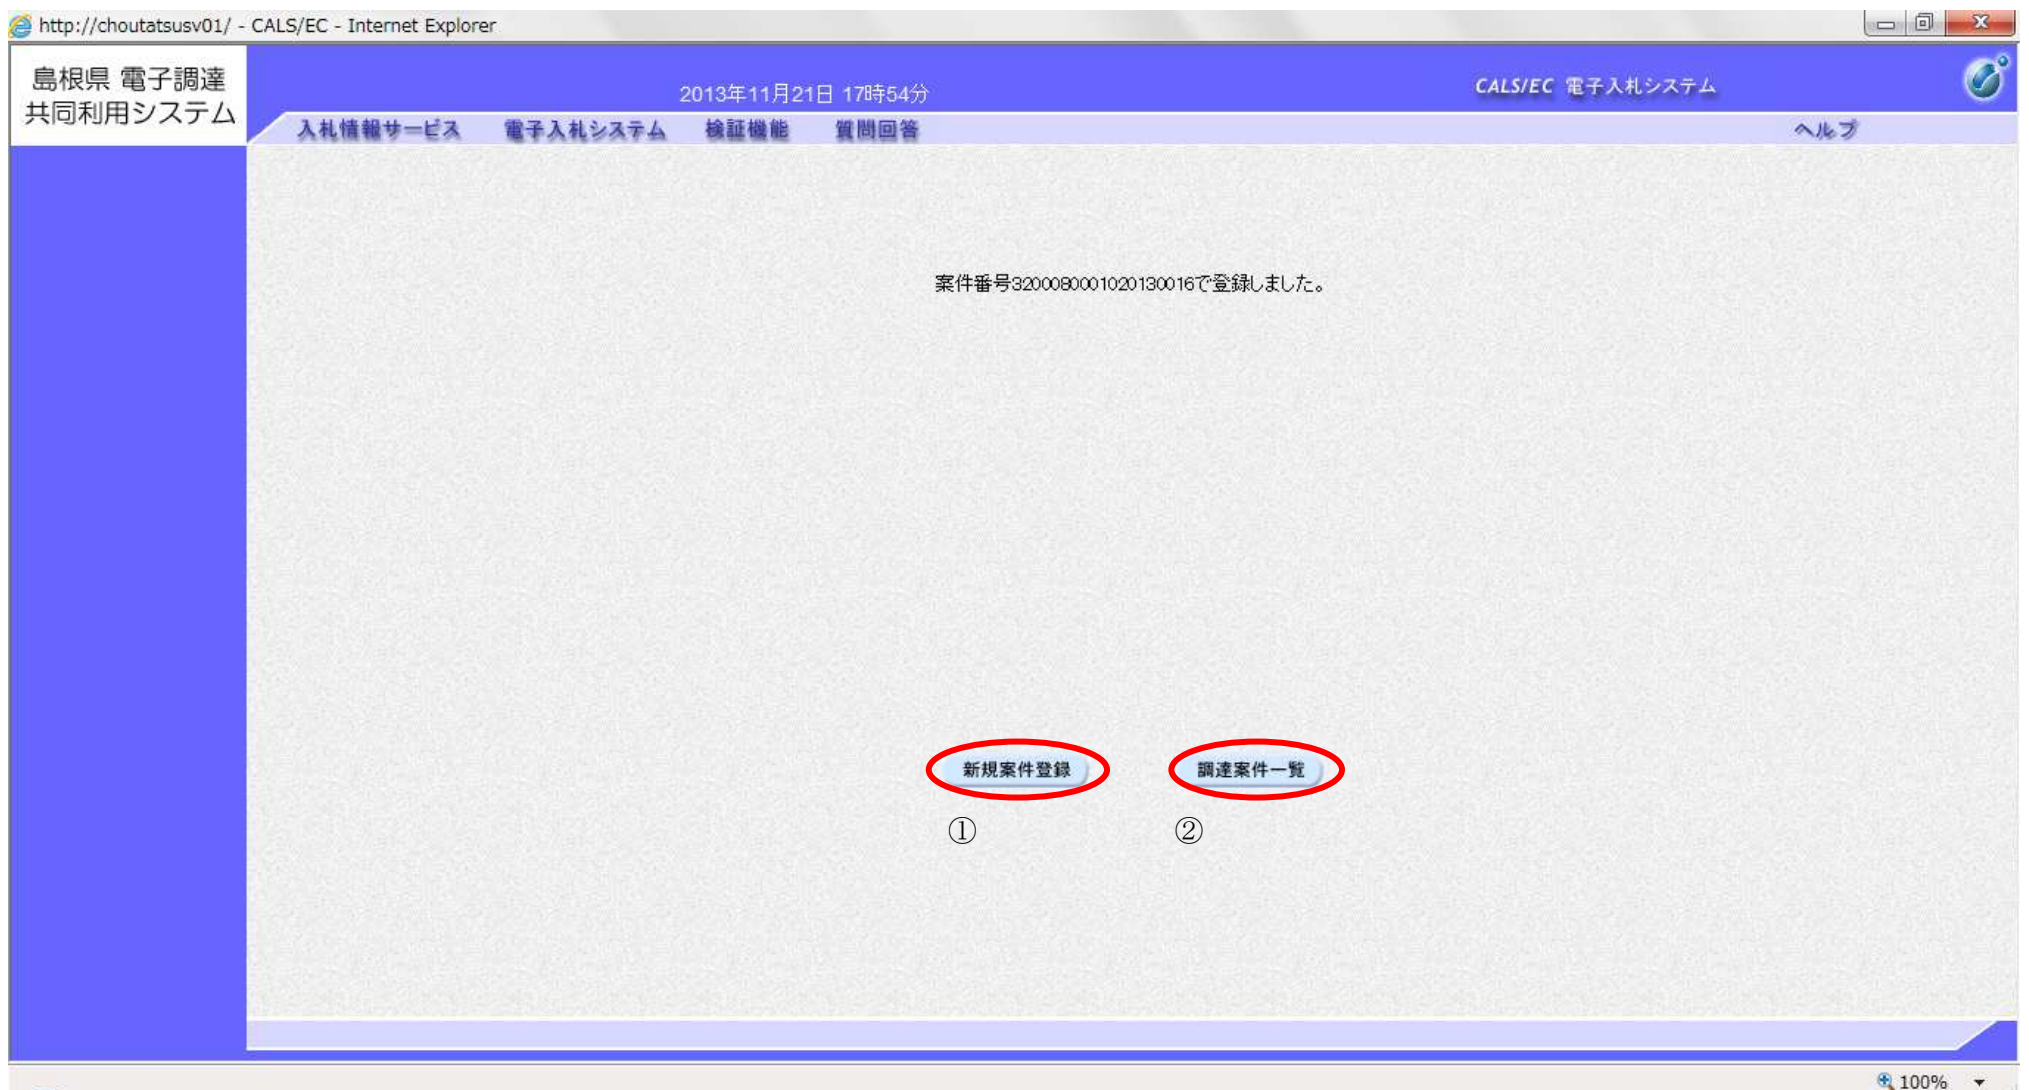 http://choutatsusv01/ - CALS/EC - Internet Explorer
島根県 電子調達
共同利用システム
2013年11月21日 17時54分
CALS/EC 電子入札システム
入札情報サービス 電子入札システム 検証機能 質問回答 ヘルプ
案件番号320008000102013​0016で登録しました。
新規案件登録 調達案件一覧
① ②
100%